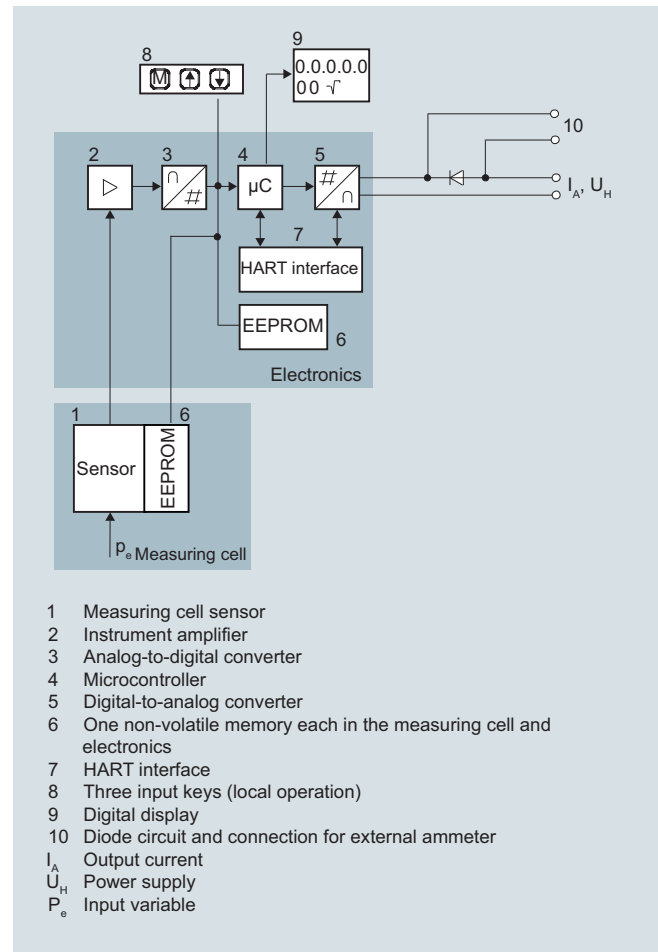 8
M
9
0.0.0.0.0
00 √
10
2
3
4
5
∩
#
µC
#
∩
I_A, U_H
7
HART interface
EEPROM
6
Electronics
1
6
Sensor
EEPROM
p_e Measuring cell
1 Measuring cell sensor
2 Instrument amplifier
3 Analog-to-digital converter
4 Microcontroller
5 Digital-to-analog converter
6 One non-volatile memory each in the measuring cell and
electronics
7 HART interface
8 Three input keys (local operation)
9 Digital display
10 Diode circuit and connection for external ammeter
I_A Output current
U_H Power supply
P_e Input variable